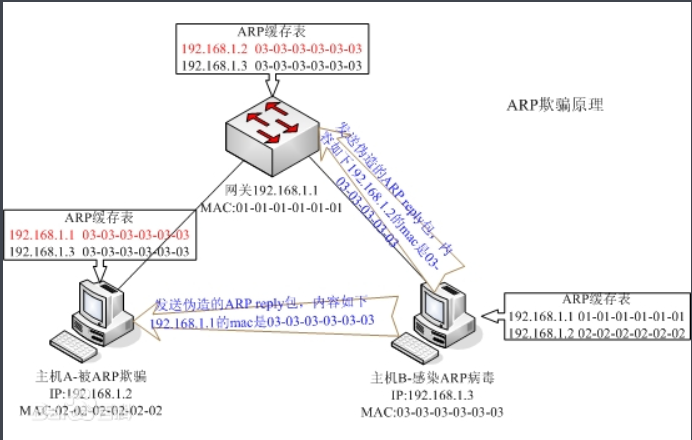 ARP缓存表
192.168.1.2 03-03-03-03-03-03
192.168.1.3 03-03-03-03-03-03
ARP欺骗原理
发送伪造的ARP reply包，内
容如下192.168.1.2的mac是03-
03-03-03-03-03
网关192.168.1.1
MAC:01-01-01-01-01-01
ARP缓存表
192.168.1.1 03-03-03-03-03-03
192.168.1.3 03-03-03-03-03-03
发送伪造的ARP reply包，内容如下
192.168.1.1的mac是03-03-03-03-03-03
ARP缓存表
192.168.1.1 01-01-01-01-01-01
192.168.1.2 02-02-02-02-02-02
主机A-被ARP欺骗
IP:192.168.1.2
MAC:02-02-02-02-02-02
主机B-感染ARP病毒
IP:192.168.1.3
MAC:03-03-03-03-03-03